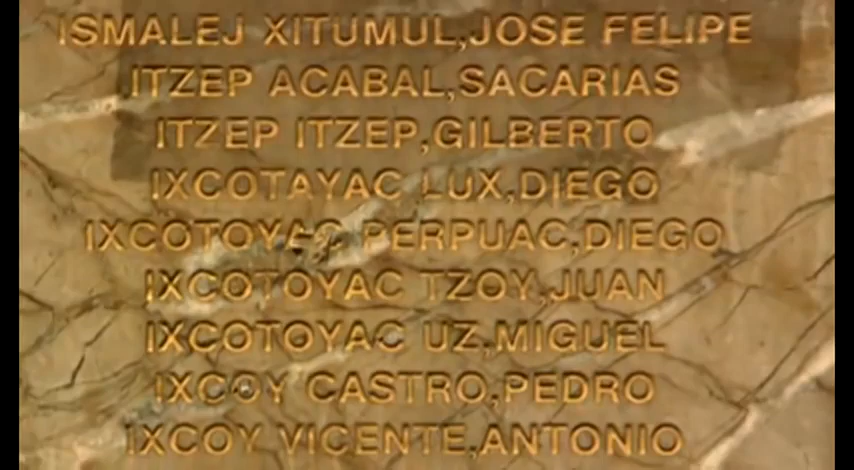 ISMALEJ XITUMUL,JOSE FELIPE
ITZEP ACABAL,SACARIAS
ITZEP ITZEP,GILBERTO
IXCOTAYAC LUX,DIEGO
IXCOTOYAC PERPUAC,DIEGO
IXCOTOYAC TZOY,JUAN
IXCOTOYAC UZ,MIGUEL
IXCOY CASTRO,PEDRO
IXCOY VICENTE,ANTONIO